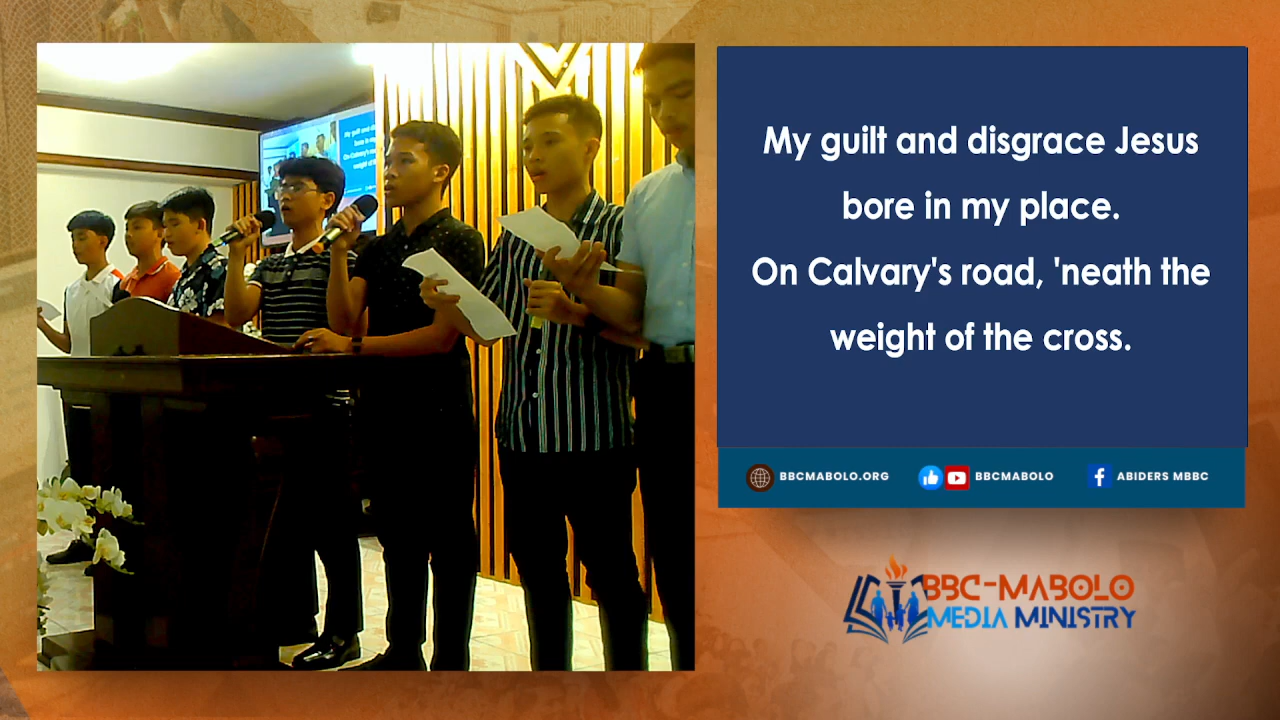 My guilt and disgrace Jesus
bore in my place.
On Calvary's road, 'neath the
weight of the cross.
BBCMABOLO.ORG
BBCMABOLO
ABIDERS MBBC
BBC-MABOLO
MEDIA MINISTRY